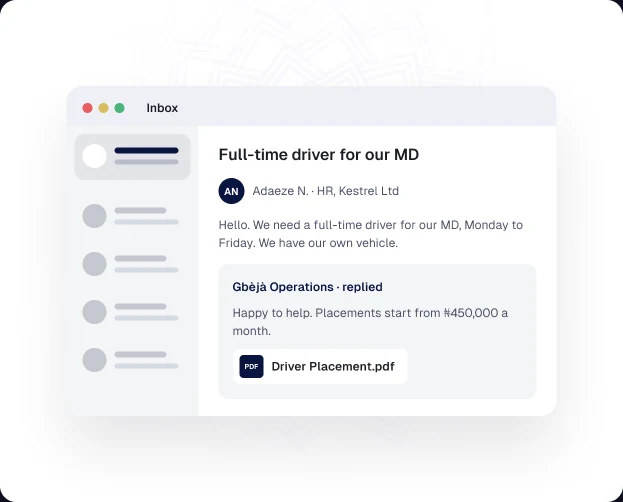 Inbox
Full-time driver for our MD
AN
Adaeze N. · HR, Kestrel Ltd
Hello. We need a full-time driver for our MD, Monday to
Friday. We have our own vehicle.
Gbèjà Operations · replied
Happy to help. Placements start from ₦450,000 a
month.
PDF
Driver Placement.pdf